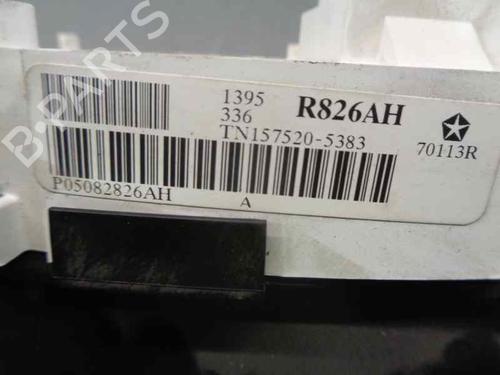 1395 R826AH
336
TN157520-5383 70113R
P05082826AH A
B-PARTS